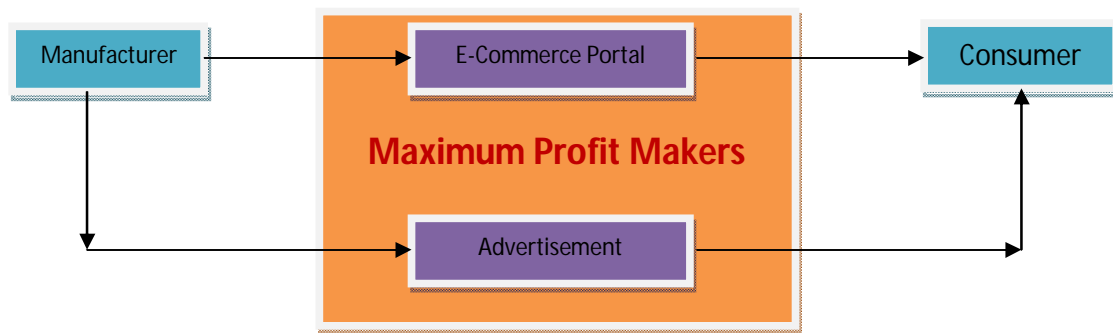 Manufacturer
E-Commerce Portal
Consumer
Maximum Profit Makers
Advertisement